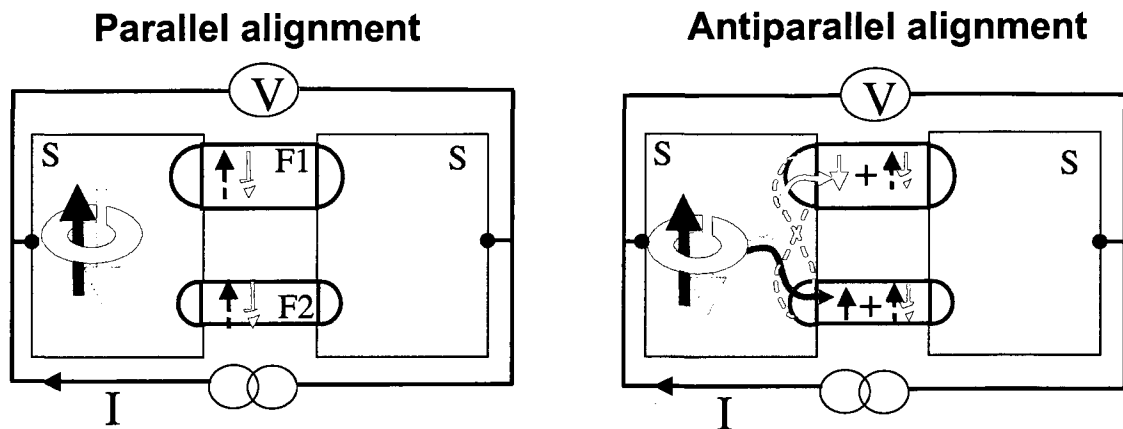 Parallel alignment
Antiparallel alignment
V
V
S
F1
S
S
+
S
F2
+
I
I